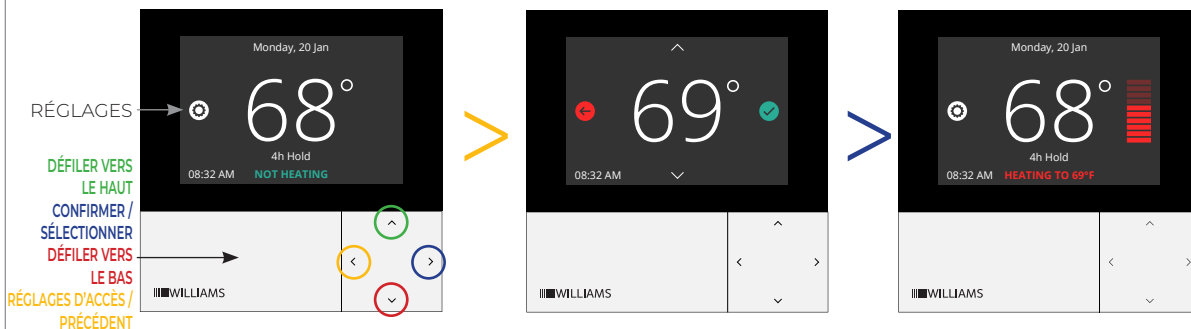 RÉGLAGES
DÉFILER VERS
LE HAUT
CONFIRMER /
SÉLECTIONNER
DÉFILER VERS
LE BAS
RÉGLAGES D'ACCÈS /
PRÉCÉDENT
Monday, 20 Jan
68°
4h Hold
08:32 AM NOT HEATING
WILLIAMS
69°
08:32 AM
WILLIAMS
Monday, 20 Jan
68°
4h Hold
08:32 AM HEATING TO 69°F
WILLIAMS